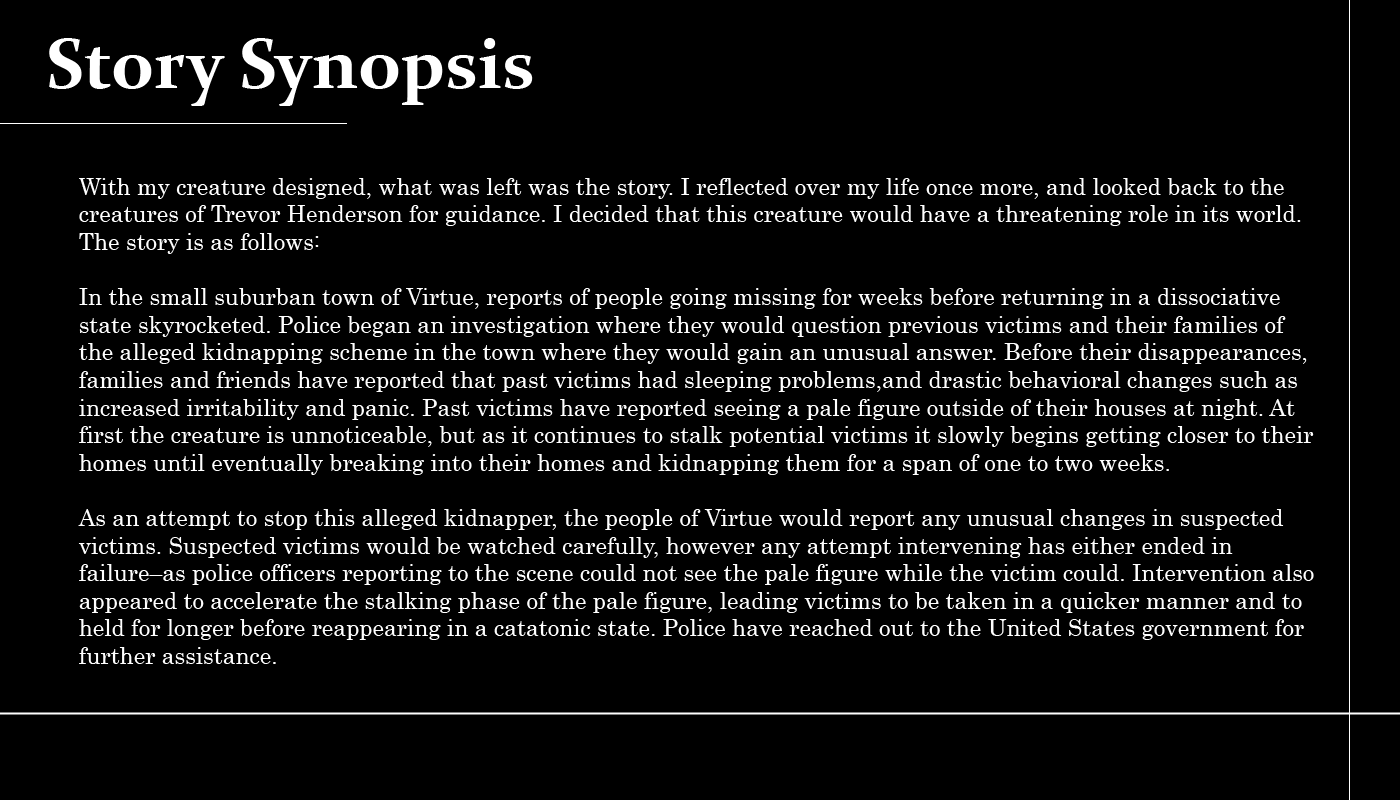 Story Synopsis
With my creature designed, what was left was the story. I reflected over my life once more, and looked back to the
creatures of Trevor Henderson for guidance. I decided that this creature would have a threatening role in its world.
The story is as follows:
In the small suburban town of Virtue, reports of people going missing for weeks before returning in a dissociative
state skyrocketed. Police began an investigation where they would question previous victims and their families of
the alleged kidnapping scheme in the town where they would gain an unusual answer. Before their disappearances,
families and friends have reported that past victims had sleeping problems,and drastic behavioral changes such as
increased irritability and panic. Past victims have reported seeing a pale figure outside of their houses at night. At
first the creature is unnoticeable, but as it continues to stalk potential victims it slowly begins getting closer to their
homes until eventually breaking into their homes and kidnapping them for a span of one to two weeks.
As an attempt to stop this alleged kidnapper, the people of Virtue would report any unusual changes in suspected
victims. Suspected victims would be watched carefully, however any attempt intervening has either ended in
failure–as police officers reporting to the scene could not see the pale figure while the victim could. Intervention also
appeared to accelerate the stalking phase of the pale figure, leading victims to be taken in a quicker manner and to
held for longer before reappearing in a catatonic state. Police have reached out to the United States government for
further assistance.